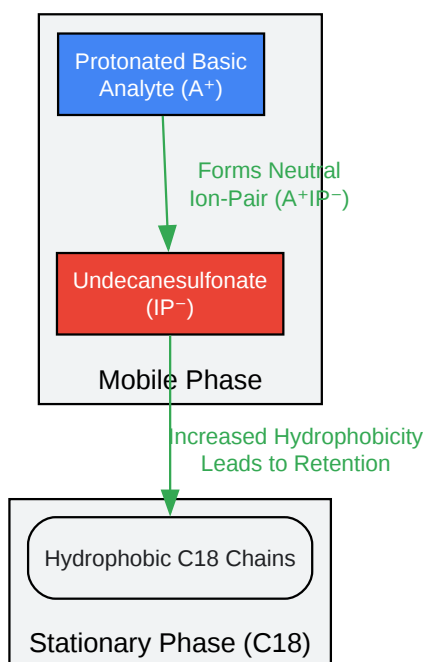 Protonated Basic
Analyte (A⁺)
Forms Neutral
Ion-Pair (A⁺IP⁻)
Undecanesulfonate
(IP⁻)
Mobile Phase
Increased Hydrophobicity
Leads to Retention
Hydrophobic C18 Chains
Stationary Phase (C18)